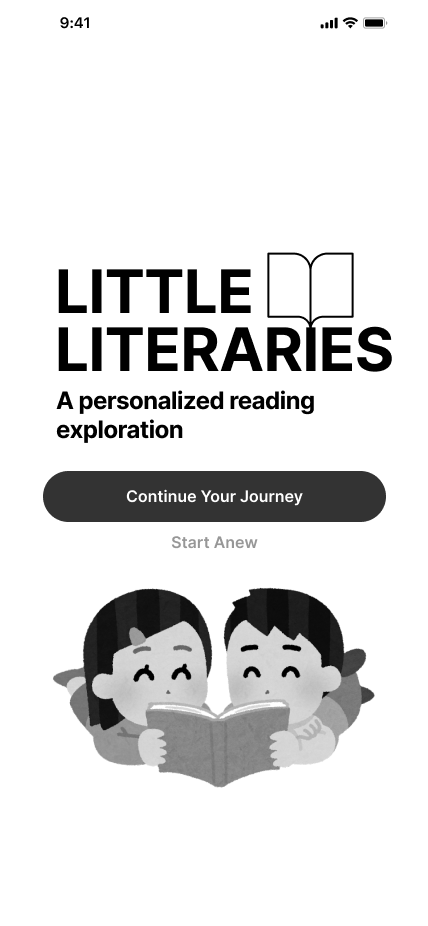 9:41
LITTLE
LITERARIES
A personalized reading
exploration
Continue Your Journey
Start Anew